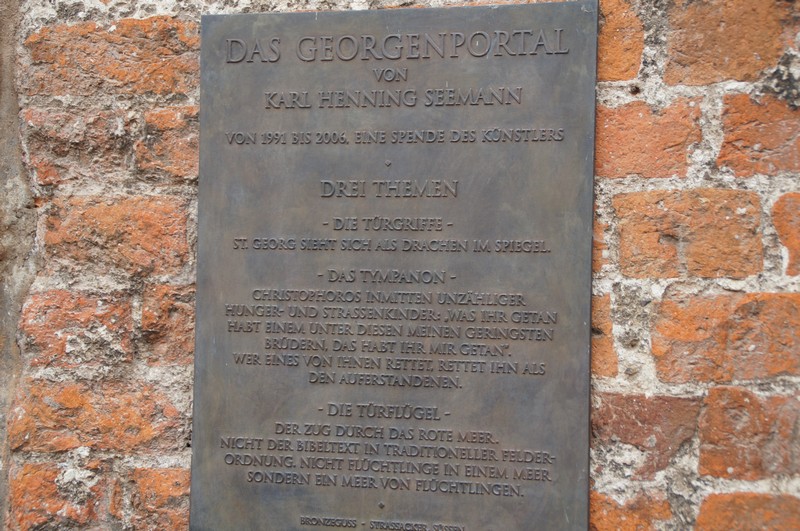 DAS GEORGENPORTAL
VON
KARL HENNING SEEMANN
VON 1991 BIS 2006. EINE SPENDE DES KÜNSTLERS
DREI THEMEN
- DIE TÜRGRIFFE -
ST. GEORG SIEHT SICH ALS DRACHEN IM SPIEGEL.
- DAS TYMPANON -
CHRISTOPHOROS INMITTEN UNZÄHLIGER
HUNGER- UND STRASSENKINDER: „WAS IHR GETAN
HABT EINEM UNTER DIESEN MEINEN GERINGSTEN
BRÜDERN, DAS HABT IHR MIR GETAN“.
WER EINES VON IHNEN RETTET, RETTET IHN ALS
DEN AUFERSTANDENEN.
- DIE TÜRFLÜGEL -
DER ZUG DURCH DAS ROTE MEER.
NICHT DER BIBELTEXT IN TRADITIONELLER FELDER-
ORDNUNG. NICHT FLÜCHTLINGE IN EINEM MEER
SONDERN EIN MEER VON FLÜCHTLINGEN.
BRONZEGUSS - STRASSACKER, SÜSSEN